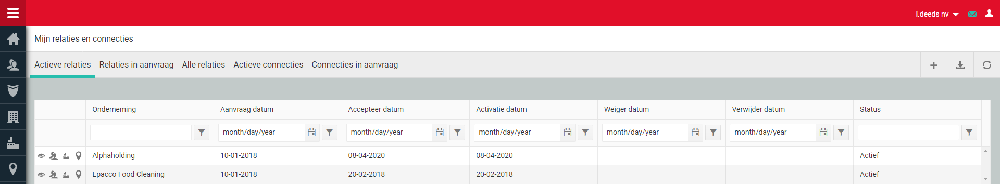 i.deeds nv
Mijn relaties en connecties
Actieve relaties Relaties in aanvraag Alle relaties Actieve connecties Connecties in aanvraag
Onderneming Aanvraag datum Accepteer datum Activatie datum Weiger datum Verwijder datum Status
month/day/year month/day/year month/day/year month/day/year month/day/year
Alphaholding 10-01-2018 08-04-2020 08-04-2020 Actief
Epacco Food Cleaning 10-01-2018 20-02-2018 20-02-2018 Actief